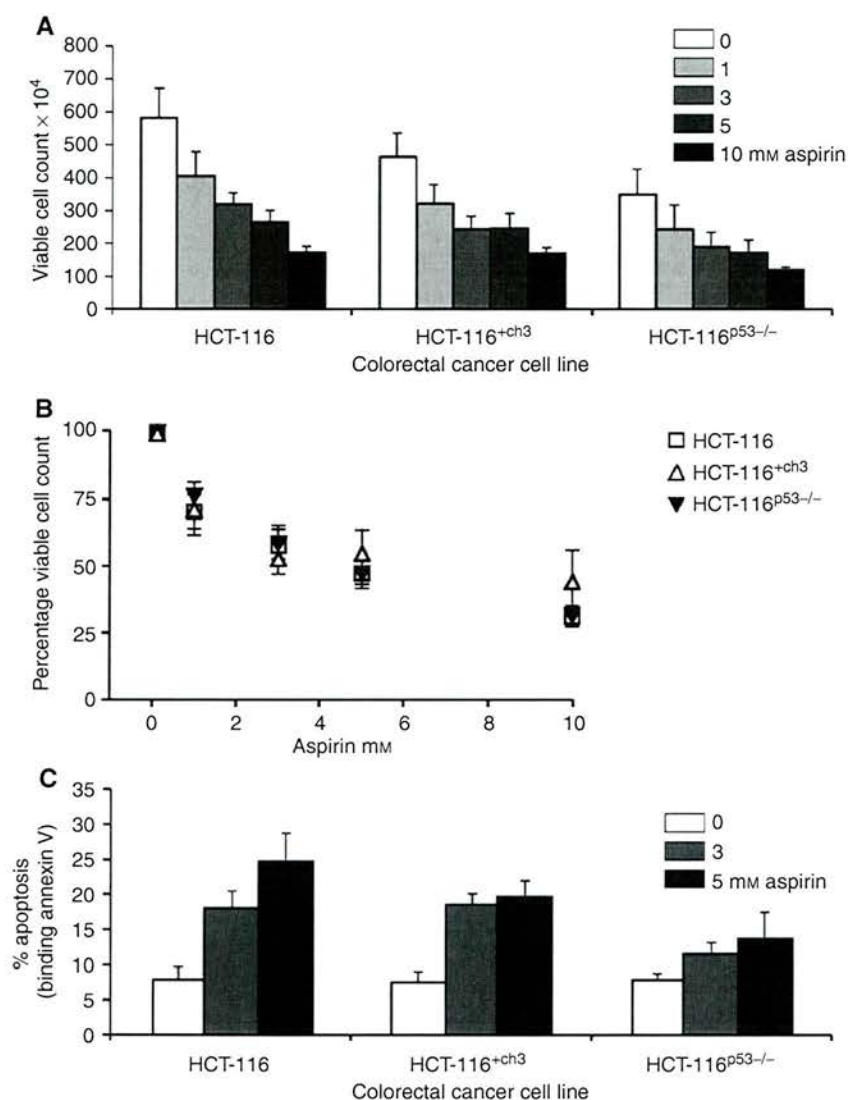 A
800
700
600
500
400
300
200
100
0
Viable cell count × 10⁴
0
1
3
5
10 mM aspirin
HCT-116
HCT-116+ch3
HCT-116p53–/–
Colorectal cancer cell line
B
100
75
50
25
0
Percentage viable cell count
0 2 4 6 8 10
Aspirin mM
HCT-116
HCT-116+ch3
HCT-116p53–/–
C
35
30
25
20
15
10
5
0
% apoptosis
(binding annexin V)
0
3
5 mM aspirin
HCT-116
HCT-116+ch3
HCT-116p53–/–
Colorectal cancer cell line